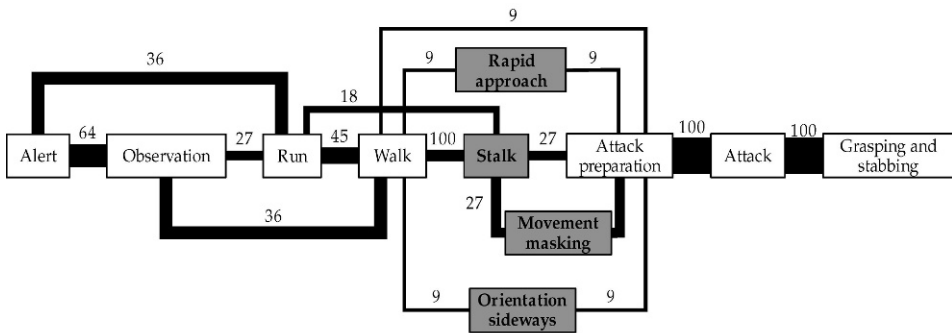 9
9
Rapid
approach
9
36
18
64
27
45
100
27
100
100
Alert
Observation
Run
Walk
Stalk
Attack
preparation
Attack
Grasping and
stabbing
27
36
Movement
masking
9
Orientation
sideways
9